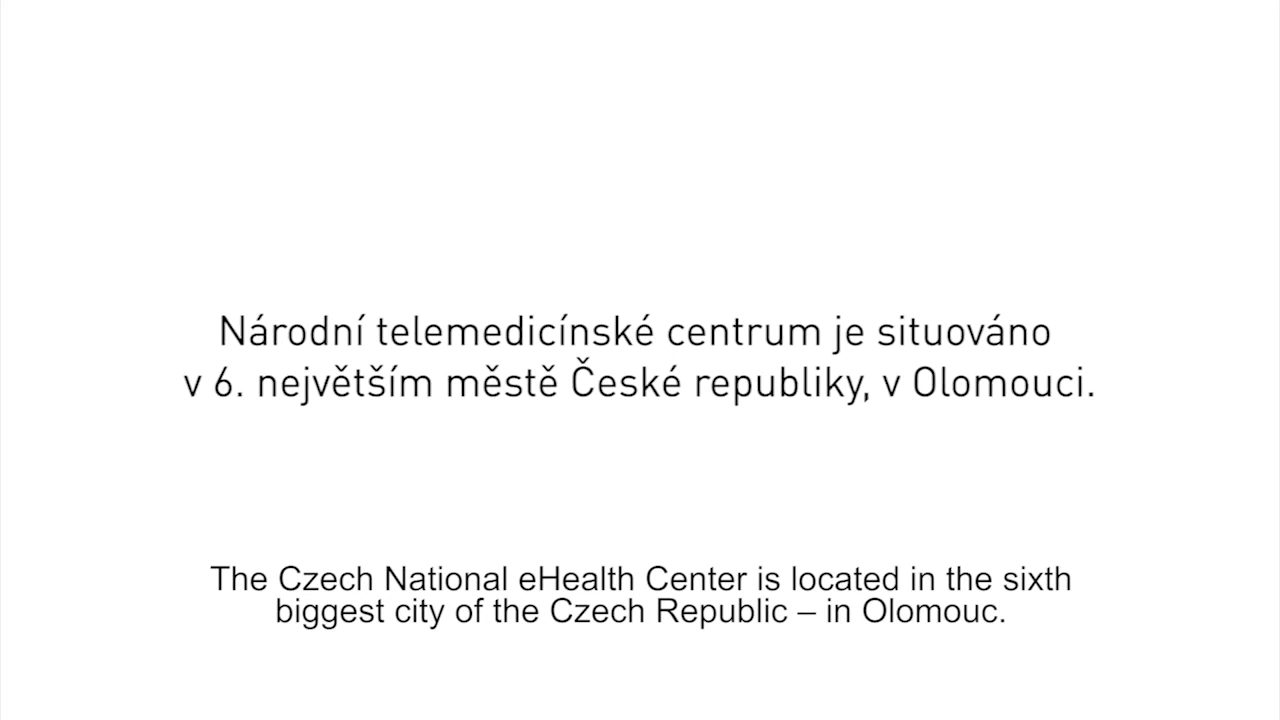 Národní telemedicínské centrum je situováno
v 6. největším městě České republiky, v Olomouci.
The Czech National eHealth Center is located in the sixth
biggest city of the Czech Republic – in Olomouc.